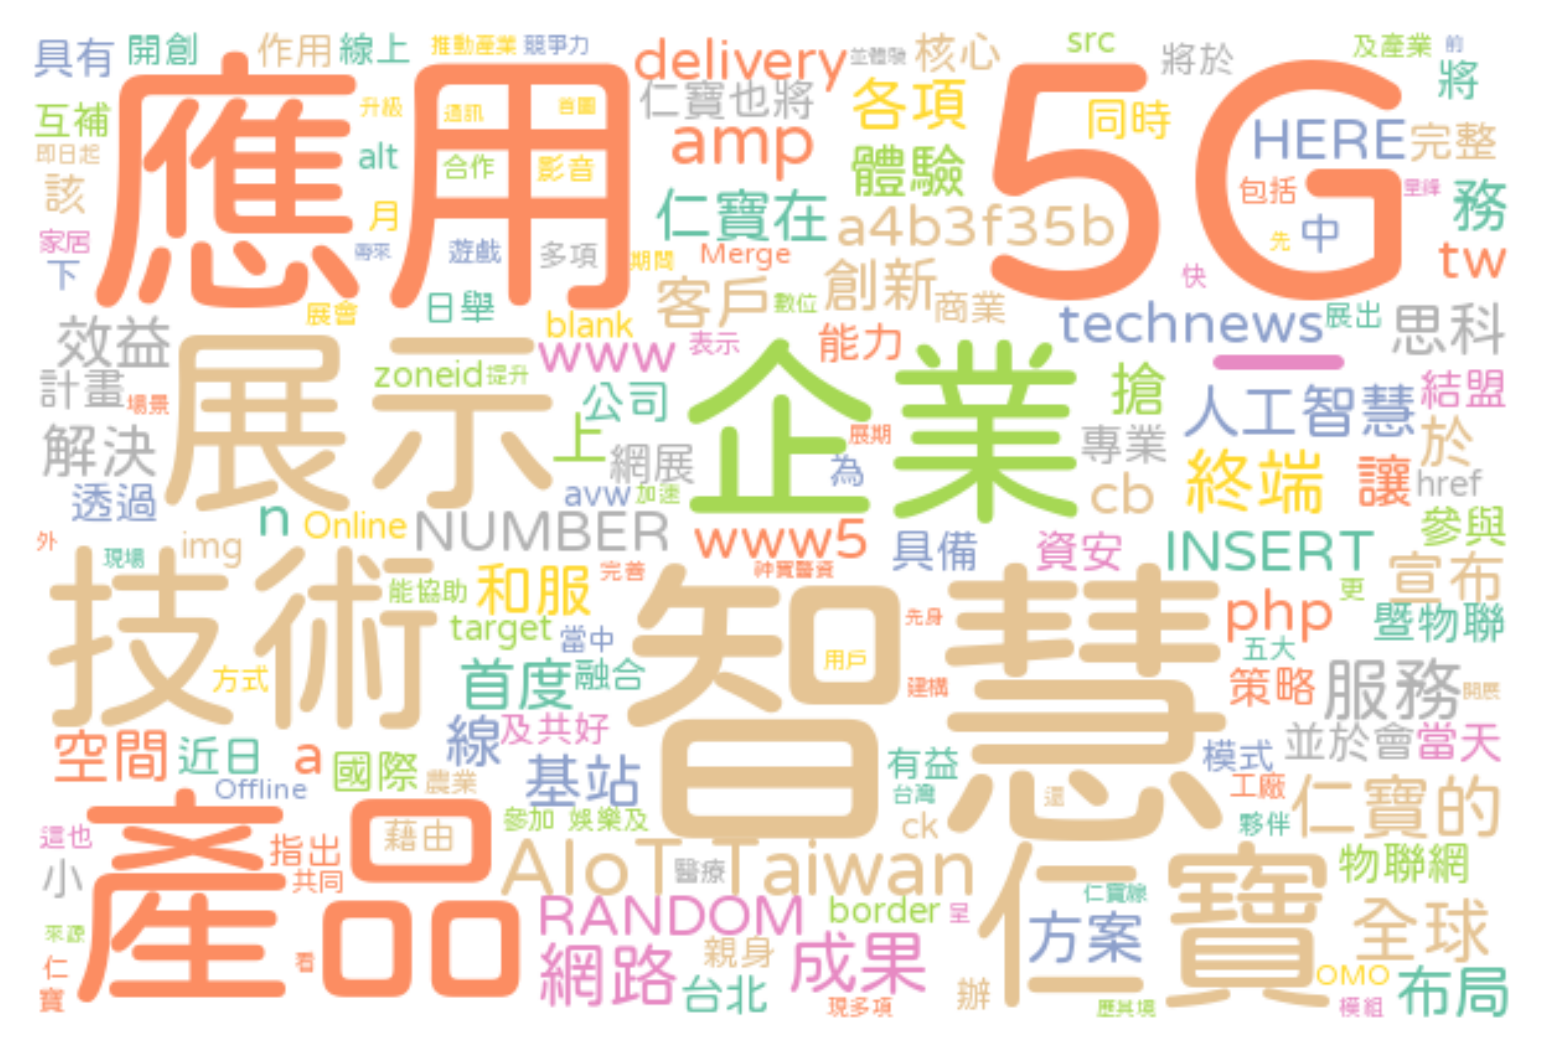 具有 開創 作用 線上 推動產業 競爭力 delivery 並體發 核心 src 將於 及產業 前
互補 升級 通訊 首圖 仁寶也將 各項 同時 將
應用 5G
即日起 alt 合作 影音 amp 體驗 HERE 完整
該 月 仁寶在 a4b3f35b 包括 務
家居 帶來 遊戲 多項 期間 Merge 先 中 tw
下 客戶 數位 創新 商業 快
展會 日舉 blank technews 展出 思科
效益 www 表示 能力
計畫 場景 zoneid 提升 公司 搶 人工智慧 結盟
展示 企業
解決 上 網展 展期 專業 於
透過 avw 加速 為 cb 終端 讓 href
n Online NUMBER www5 具備 資安 INSERT 參與
外 現場 img 神寶醫資 宣布
技術 智慧
能協助 和服 完善 更
target 當中 先身 php 暨物聯
方式 首度 融合 用戶 建構 五大 策略 服務 開展
空間 近日 a 國際 線 及共好 有益 模式 並於會 當天
Offline 農業 基站 台灣 還 工廠 仁寶的
這也 指出 藉由 參加 娛樂及 ck 夥伴
產品 仁寶
小 共同 AIoT 醫療 Taiwan 物聯網
RANDOM border 呈 仁寶線
來源 看 親身 方案 全球
仁 網路 成果 OMO
寶 台北 現多項 辦 應其境 模組 布局